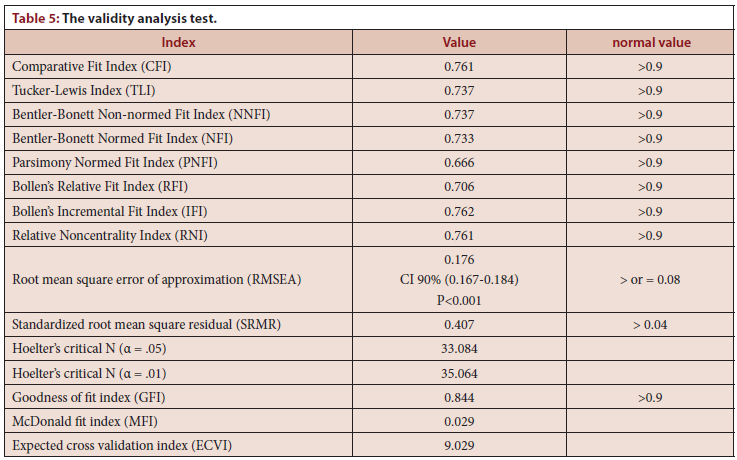 Table 5: The validity analysis test.
Index Value normal value
Comparative Fit Index (CFI) 0.761 >0.9
Tucker-Lewis Index (TLI) 0.737 >0.9
Bentler-Bonett Non-normed Fit Index (NNFI) 0.737 >0.9
Bentler-Bonett Normed Fit Index (NFI) 0.733 >0.9
Parsimony Normed Fit Index (PNFI) 0.666 >0.9
Bollen's Relative Fit Index (RFI) 0.706 >0.9
Bollen's Incremental Fit Index (IFI) 0.762 >0.9
Relative Noncentrality Index (RNI) 0.761 >0.9
0.176
Root mean square error of approximation (RMSEA) CI 90% (0.167-0.184) > or = 0.08
P<0.001
Standardized root mean square residual (SRMR) 0.407 > 0.04
Hoelter's critical N (α = .05) 33.084
Hoelter's critical N (α = .01) 35.064
Goodness of fit index (GFI) 0.844 >0.9
McDonald fit index (MFI) 0.029
Expected cross validation index (ECVI) 9.029